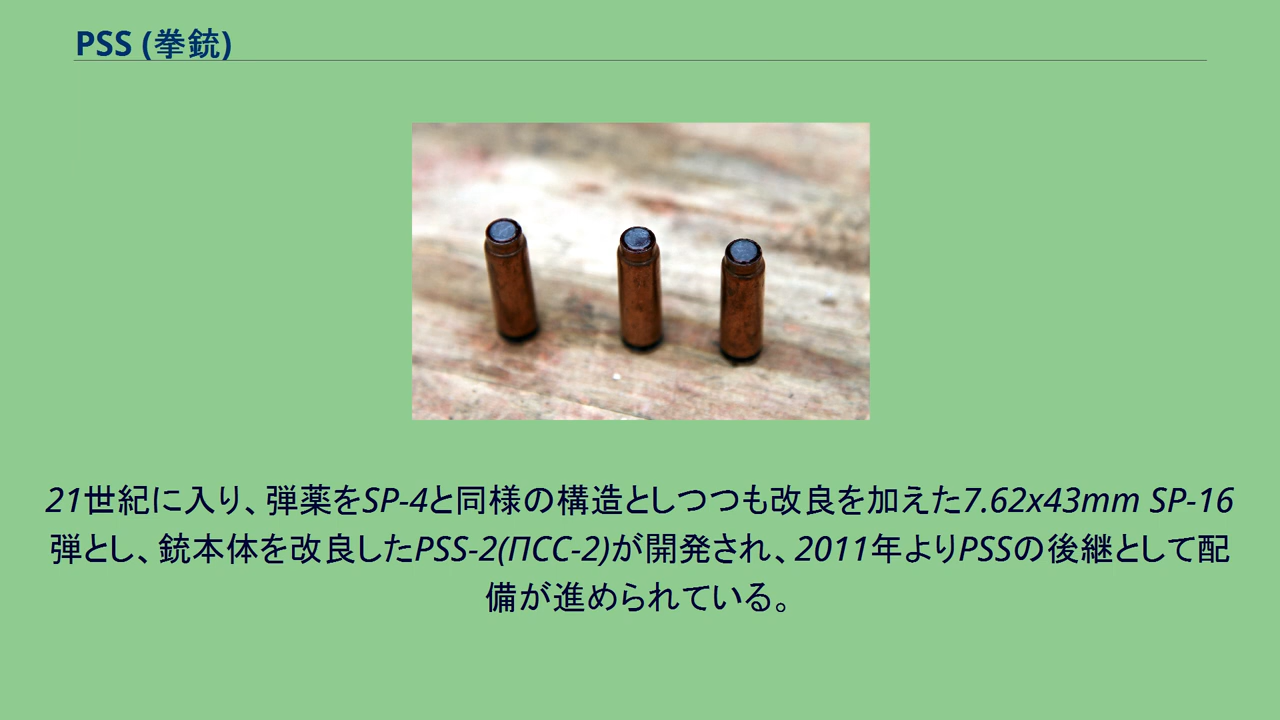 PSS (拳銃)
21世紀に入り、弾薬をSP-4と同様の構造としつつも改良を加えた7.62x43mm SP-16
弾とし、銃本体を改良したPSS-2(ПСС-2)が開発され、2011年よりPSSの後継として配
備が進められている。